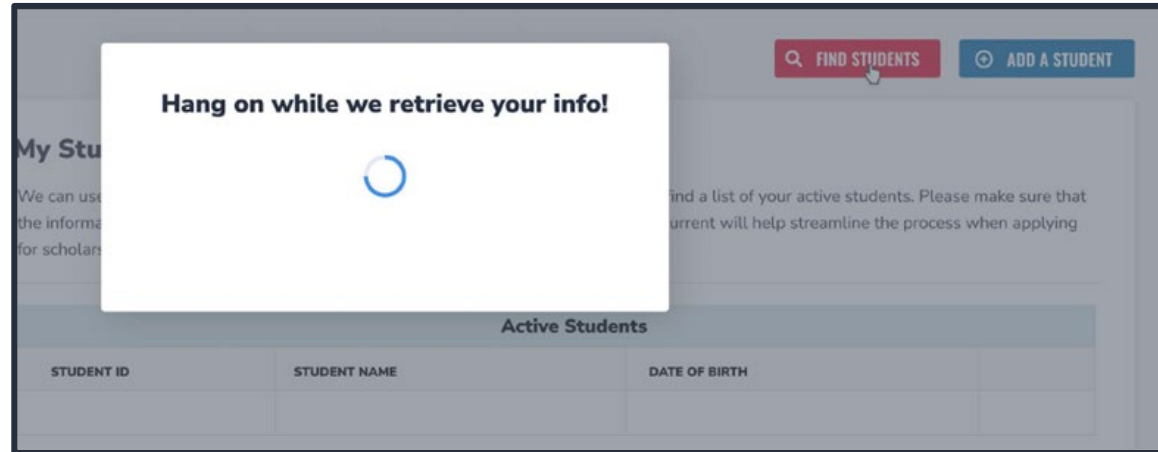 FIND STUDENTS
ADD A STUDENT
Hang on while we retrieve your info!
My Stu
We can use find a list of your active students. Please make sure that
the informa urrent will help streamline the process when applying
for scholars
Active Students
STUDENT ID STUDENT NAME DATE OF BIRTH